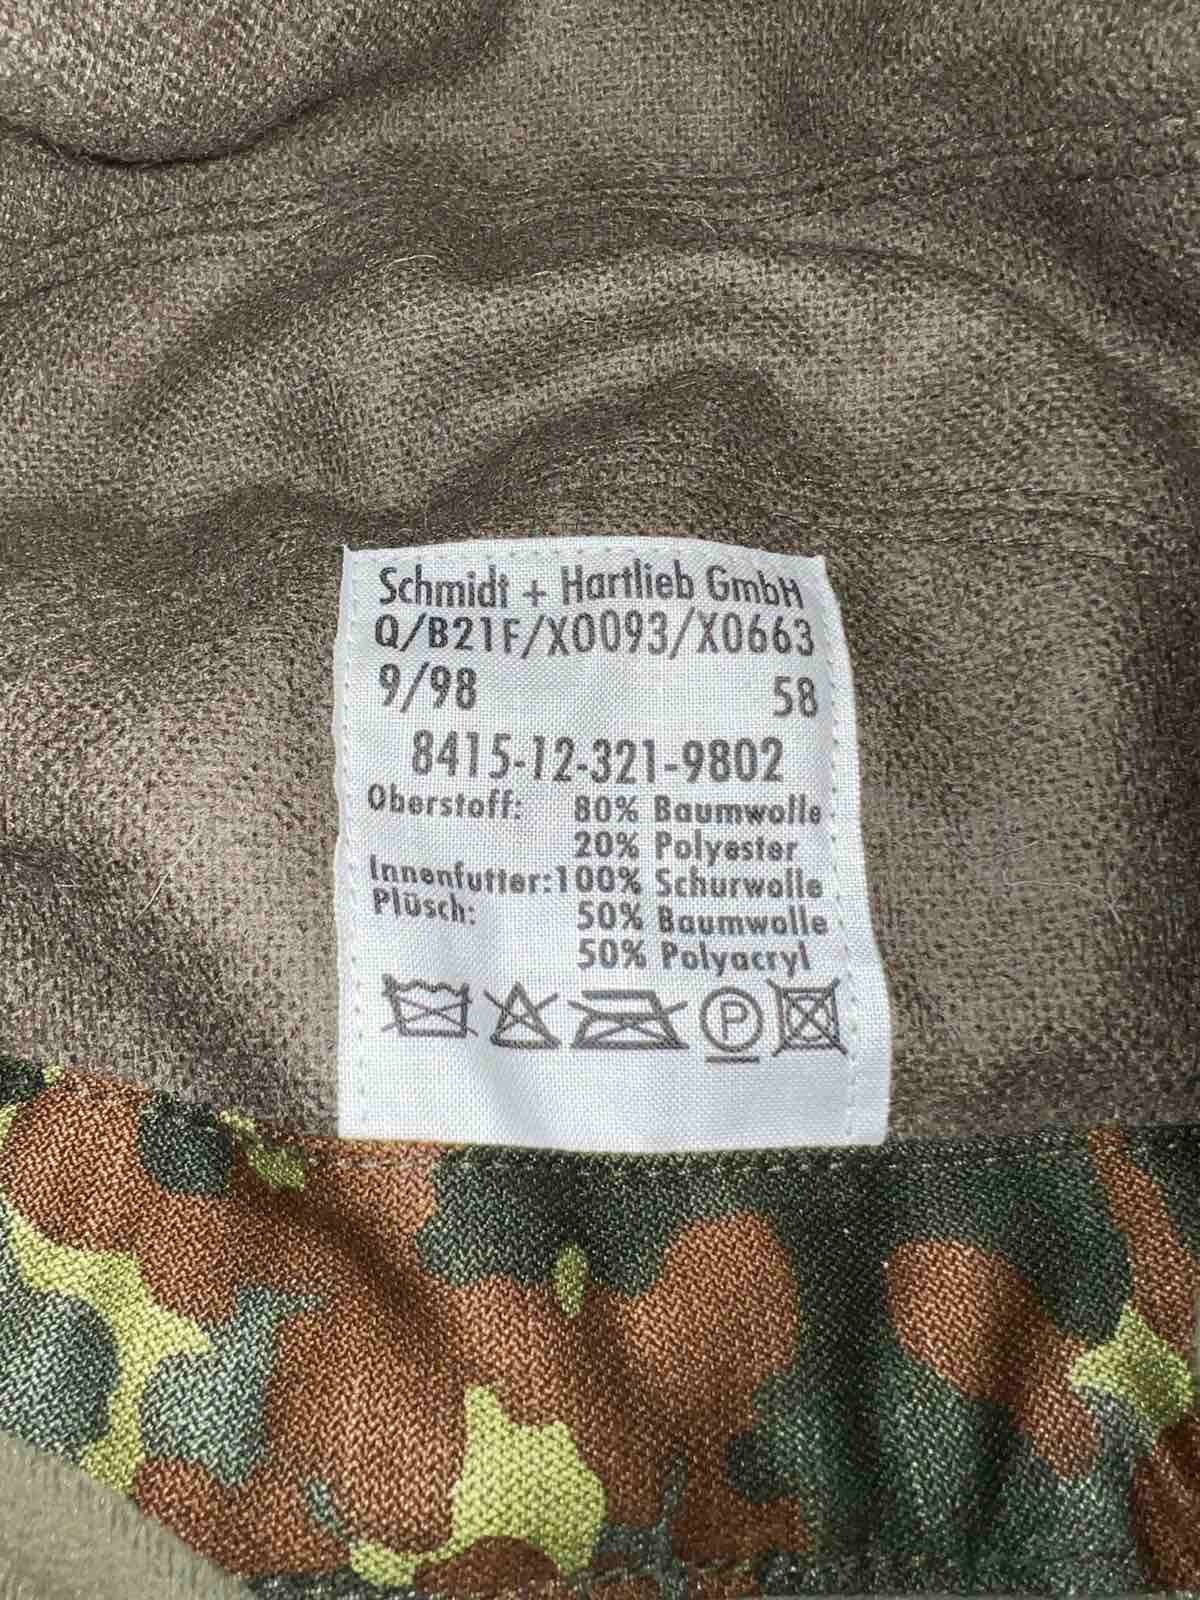 Schmidt + Hartlieb GmbH
Q/B21F/X0093/X0663
9/98 58
8415-12-321-9802
Oberstoff: 80% Baumwolle
20% Polyester
Innenfutter: 100% Schurwolle
Plüsch: 50% Baumwolle
50% Polyacryl
P